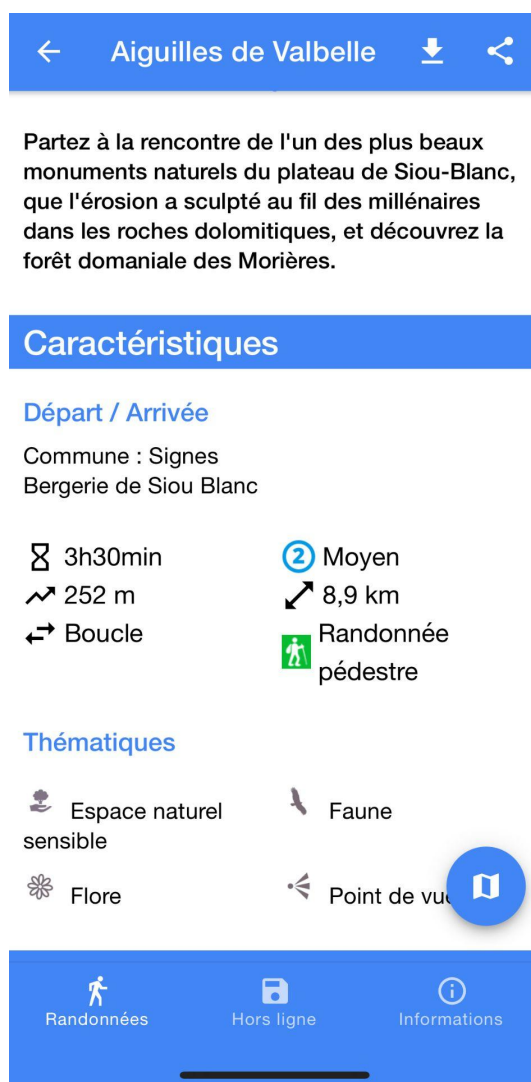 Aiguilles de Valbelle
Partez à la rencontre de l'un des plus beaux
monuments naturels du plateau de Siou-Blanc,
que l'érosion a sculpté au fil des millénaires
dans les roches dolomitiques, et découvrez la
forêt domaniale des Morières.
Caractéristiques
Départ / Arrivée
Commune : Signes
Bergerie de Siou Blanc
3h30min
2 Moyen
252 m
8,9 km
Boucle
Randonnée
pédestre
Thématiques
Espace naturel
sensible
Faune
Flore
Point de vue
Randonnées
Hors ligne
Informations